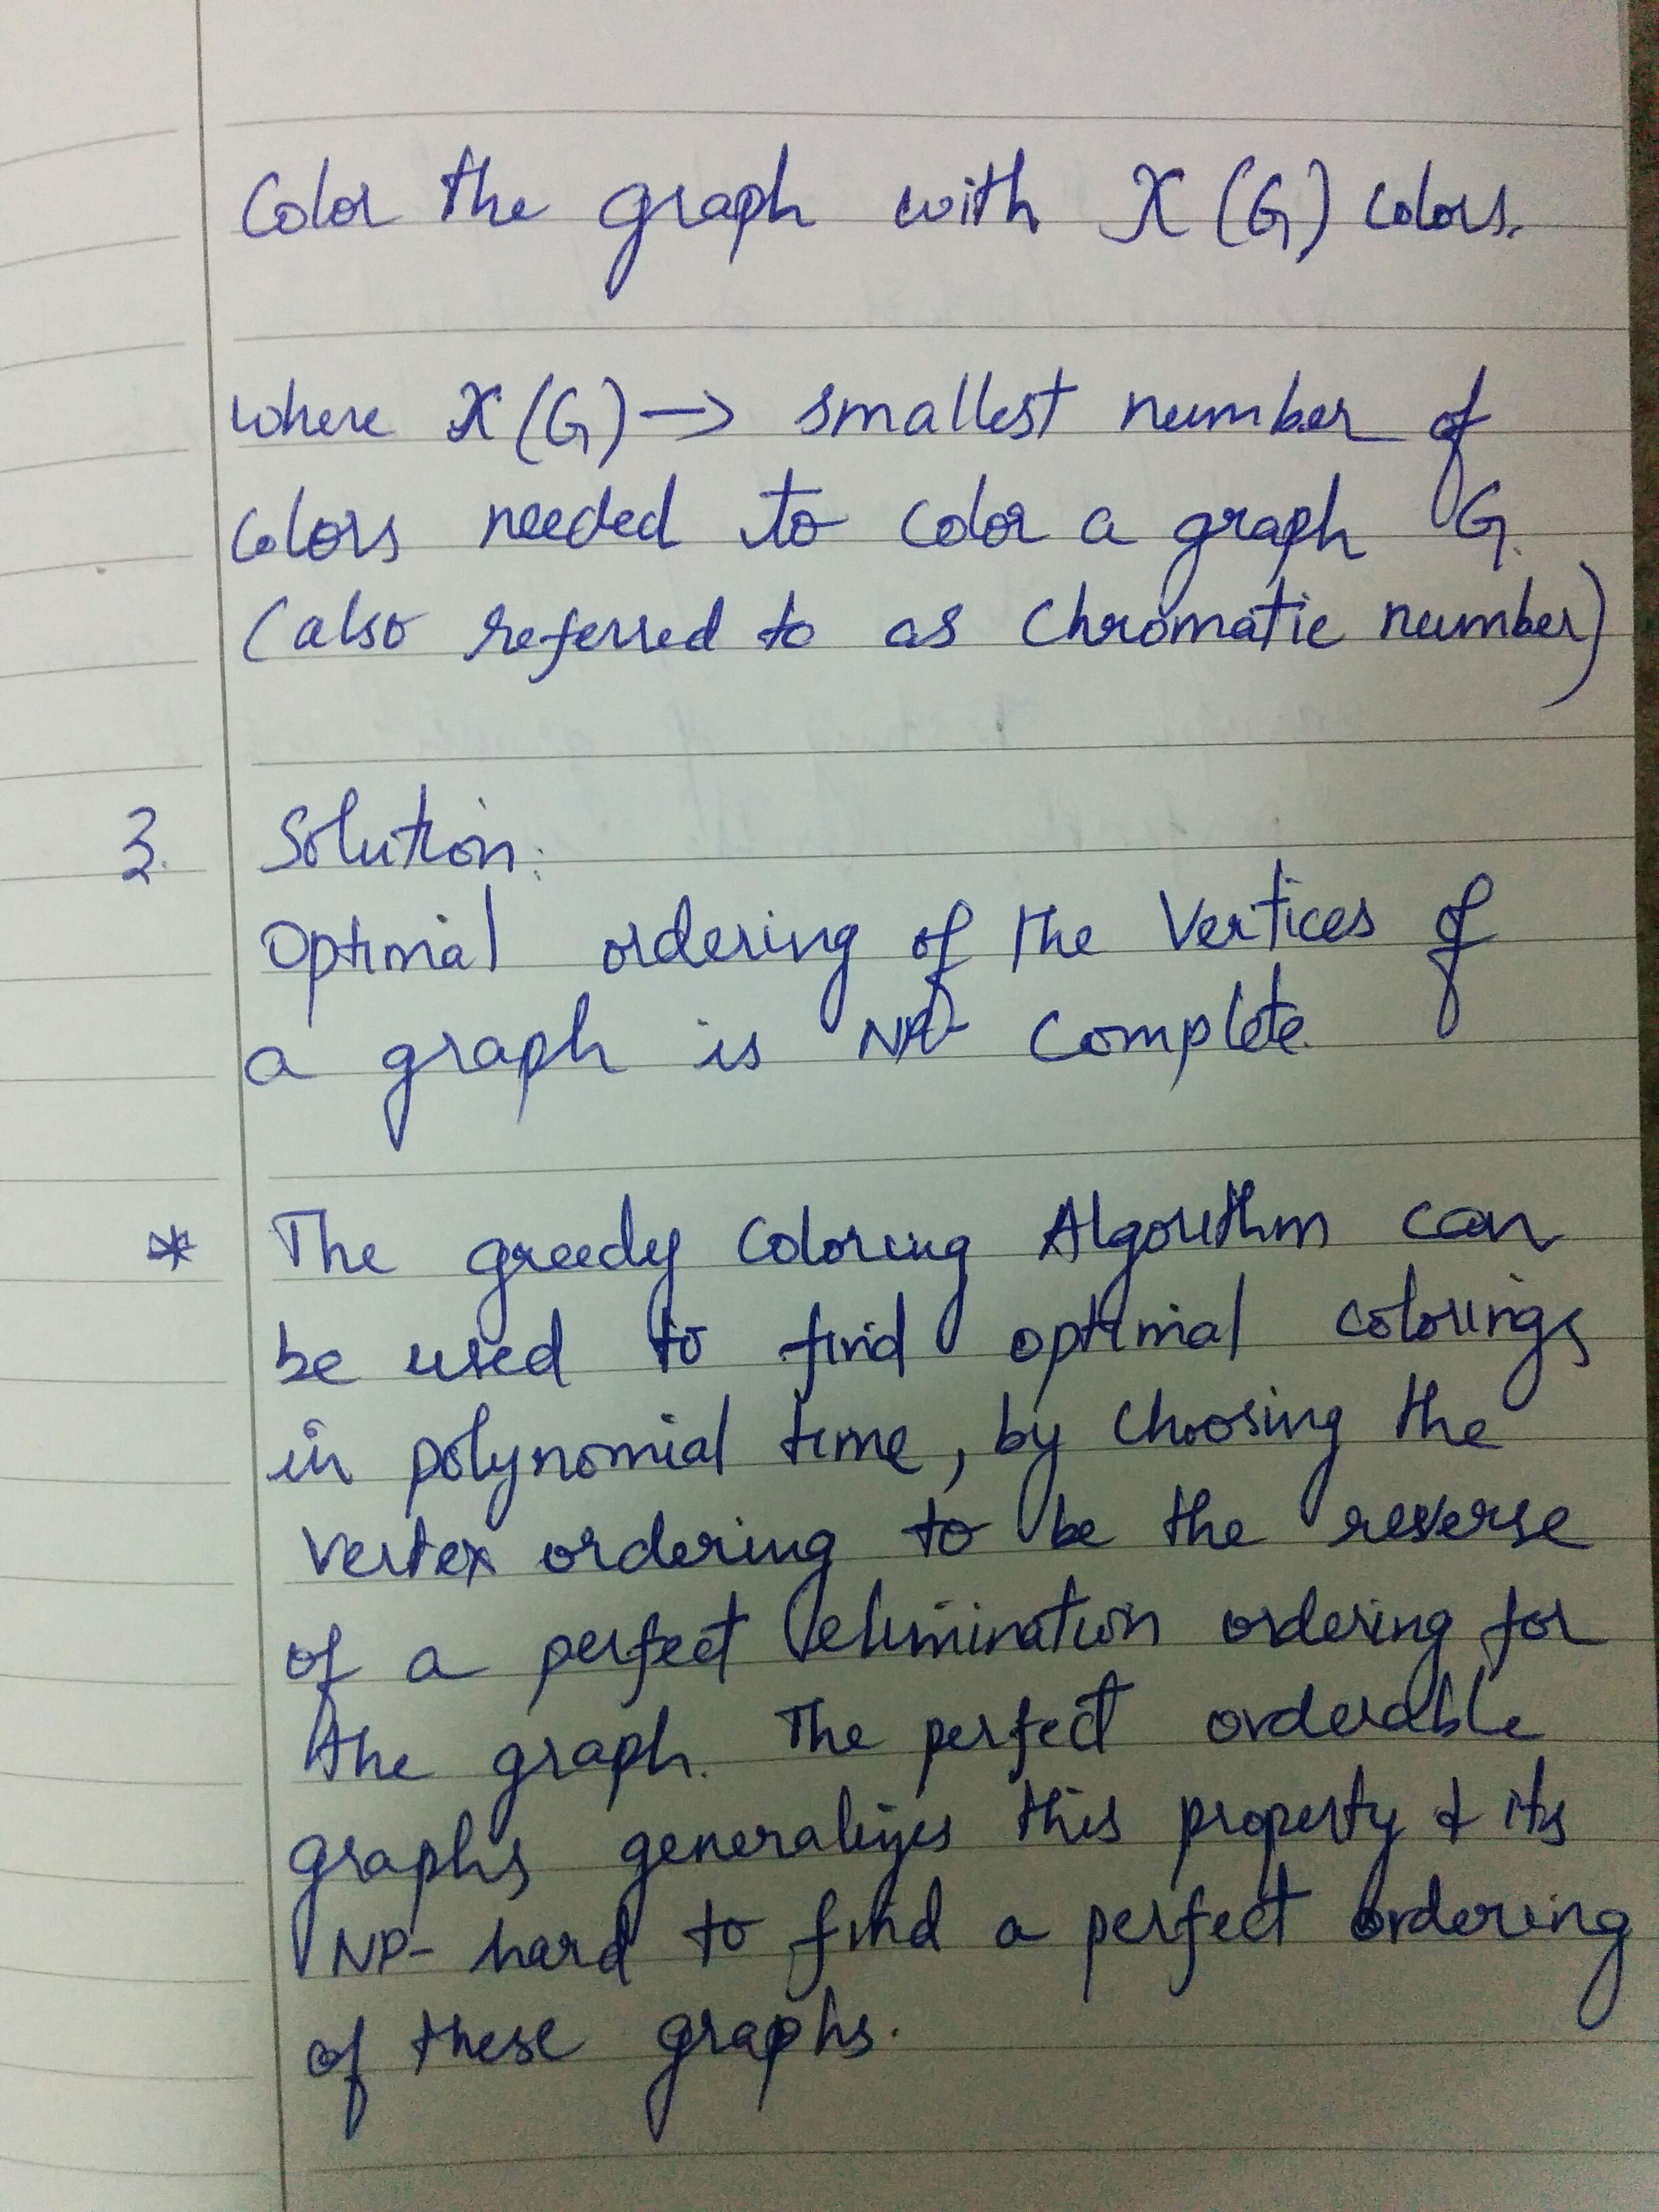 Color the graph with X(G) colors.
where X(G) → smallest number of
colors needed to color a graph G.
(also referred to as Chromatic number)
3. Solution:
Optimal ordering of the Vertices of
a graph is NP- Complete.
* The greedy Coloring Algorithm can
be used to find optimal colorings
in polynomial time, by choosing the
vertex ordering to be the reverse
of a perfect elimination ordering for
the graph. The perfect orderable
graphs generalizes this property & its
NP- hard to find a perfect ordering
of these graphs.